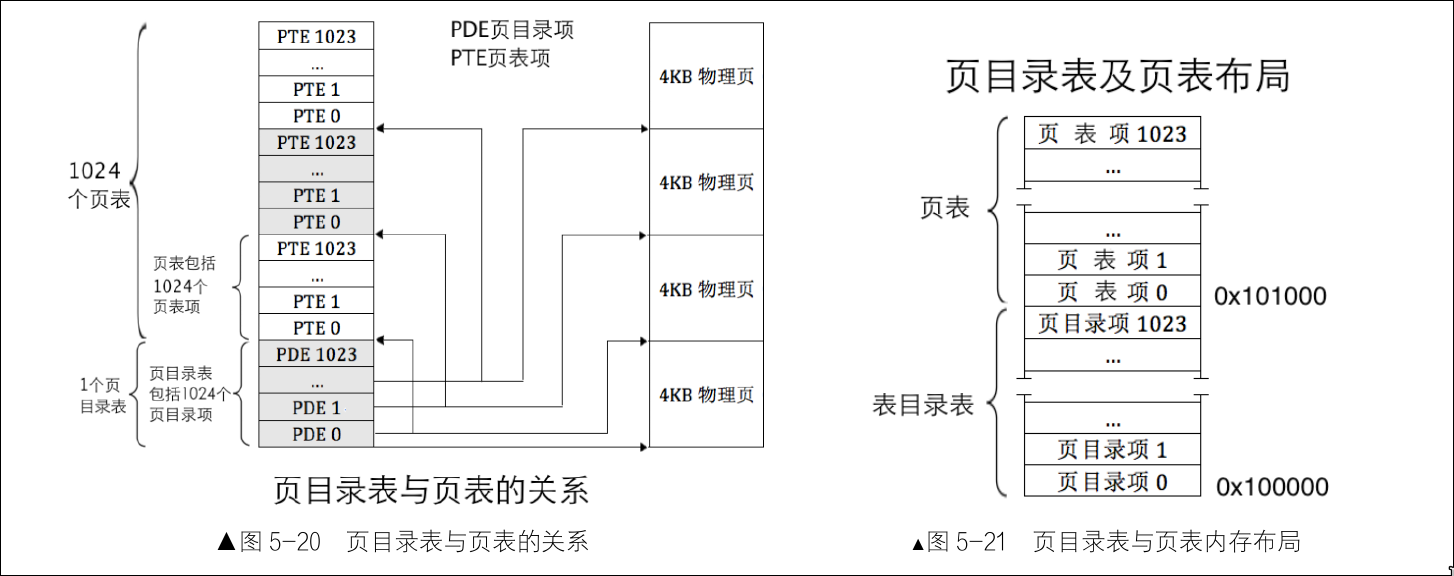 PDE页目录项
PTE页表项
PTE 1023
...
PTE 1
PTE 0
PTE 1023
...
PTE 1
PTE 0
PTE 1023
...
PTE 1
PTE 0
PDE 1023
...
PDE 1
PDE 0
1024
个页表
页表包括
1024个
页表项
1个页
目录表
页目录表
包括1024个
页目录项
4KB 物理页
4KB 物理页
4KB 物理页
4KB 物理页
页目录表与页表的关系
▲图 5-20 页目录表与页表的关系
页目录表及页表布局
页 表 项 1023
...
...
页 表 项 1
页 表 项 0
0x101000
页目录项 1023
...
...
页目录项 1
页目录项 0
0x100000
页表
表目录表
▲图 5-21 页目录表与页表内存布局